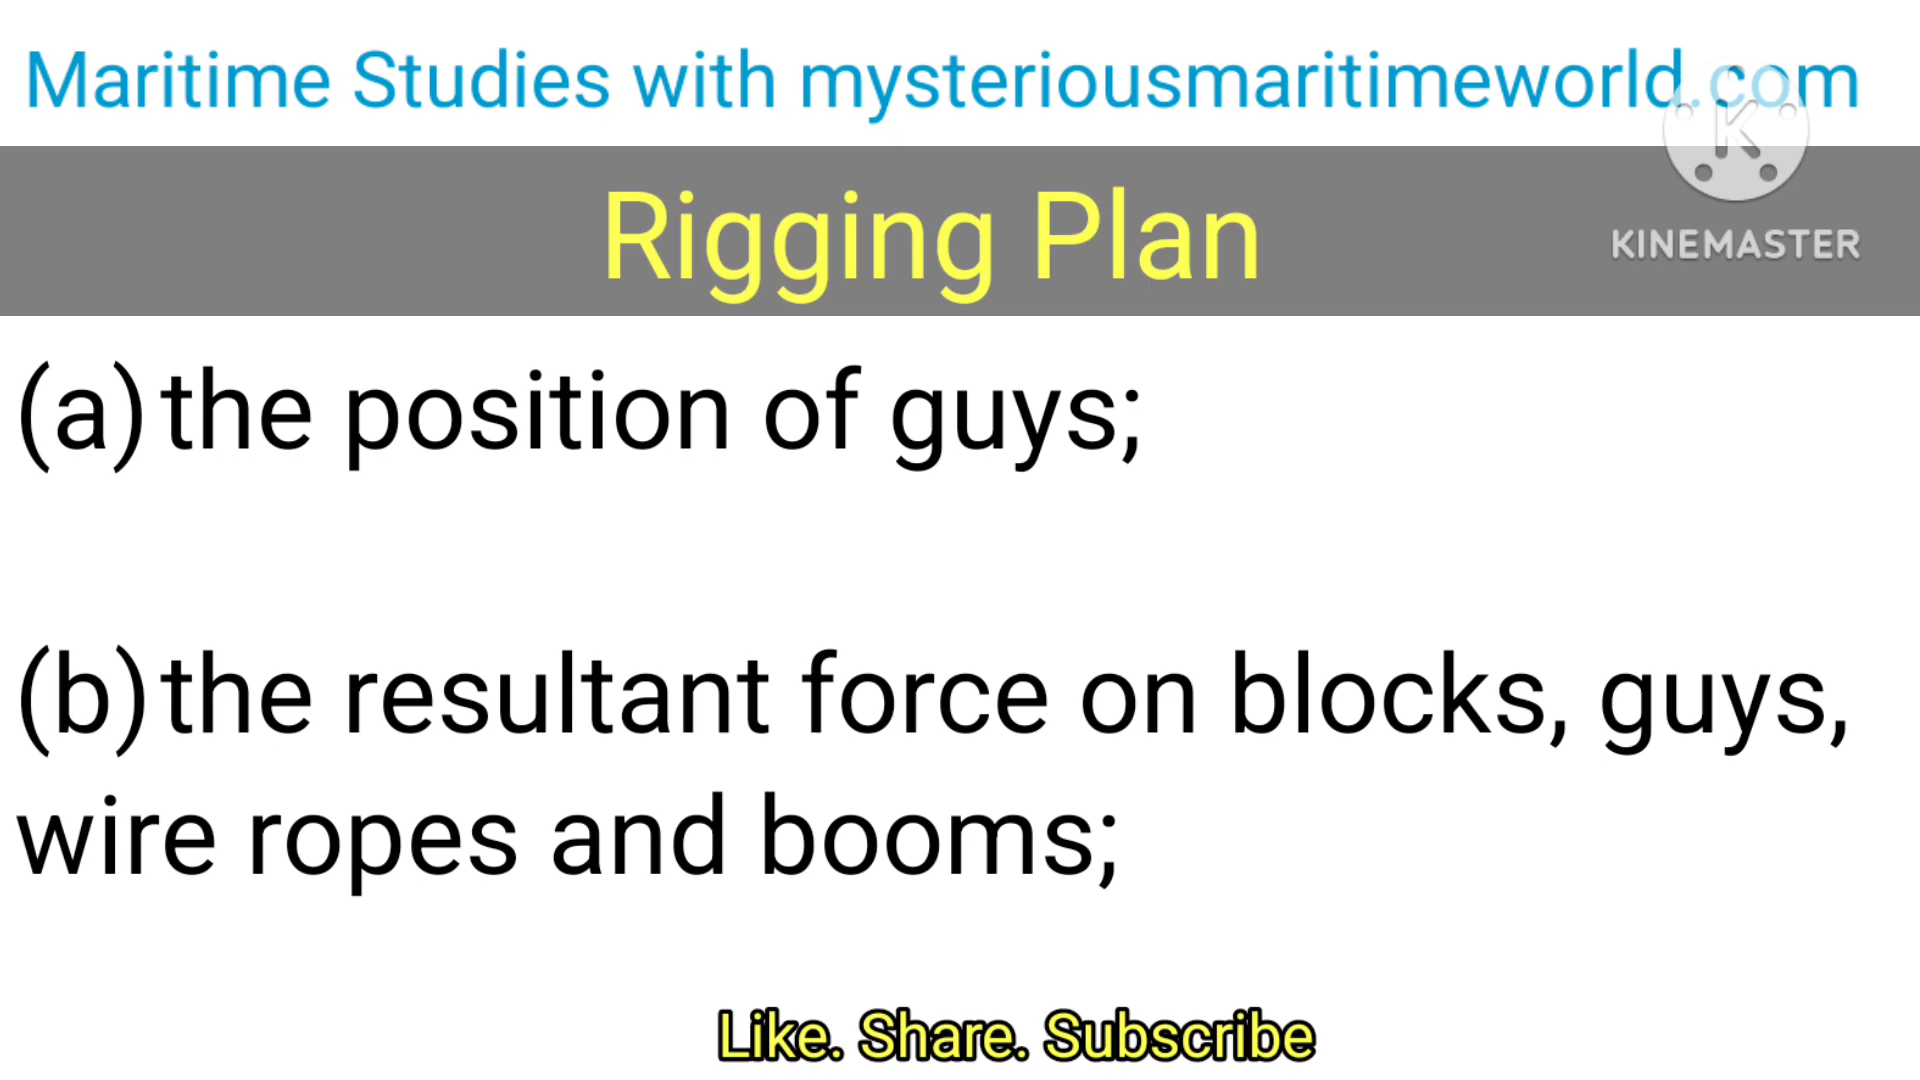 Maritime Studies with mysteriousmaritimeworld.com
K
KINEMASTER
Rigging Plan
(a) the position of guys;
(b) the resultant force on blocks, guys,
wire ropes and booms;
Like. Share. Subscribe